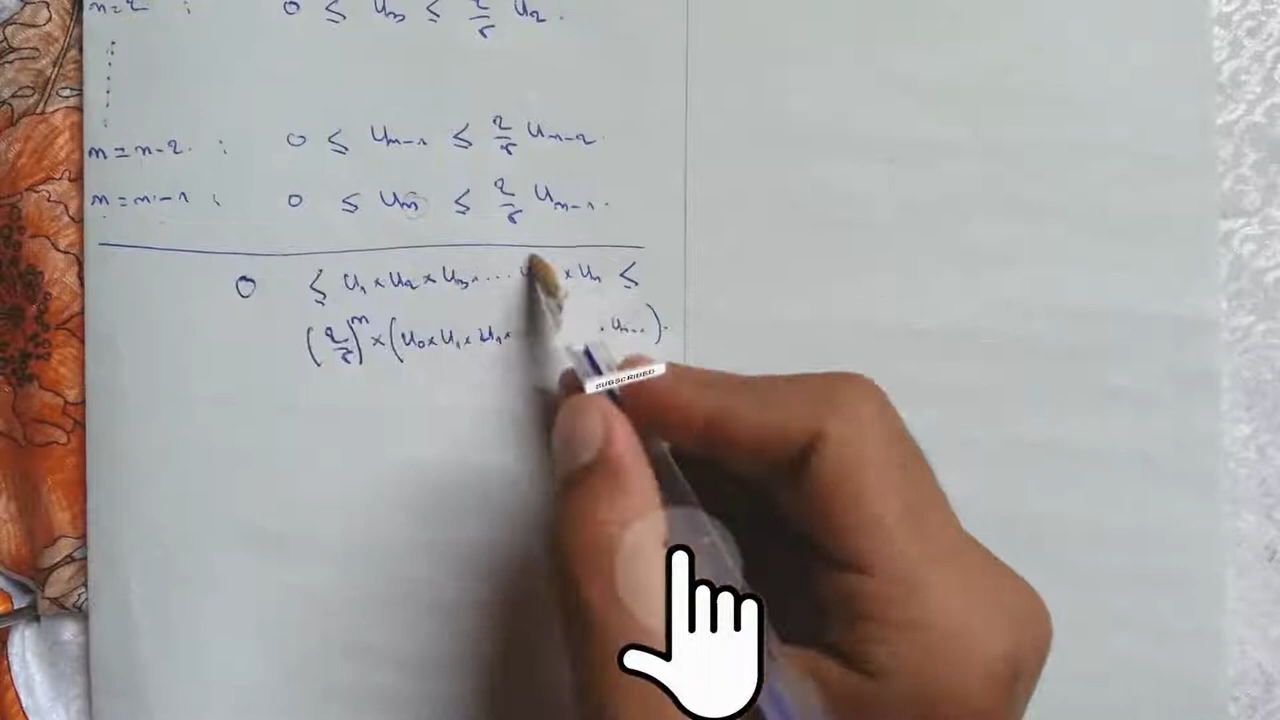 n=2 : 0 ≤ u₃ ≤ 2/5 u₂.
n=n-2. : 0 ≤ uₙ₋₁ ≤ 2/5 uₙ₋₂.
n=n-1 : 0 ≤ uₙ ≤ 2/5 uₙ₋₁.
0 ≤ u₁ × u₂ × u₃ × ... × uₙ ≤
(2/5)ⁿ × (u₀ × u₁ × u₂ × . uₙ₋₁).
SUBSCRIBED